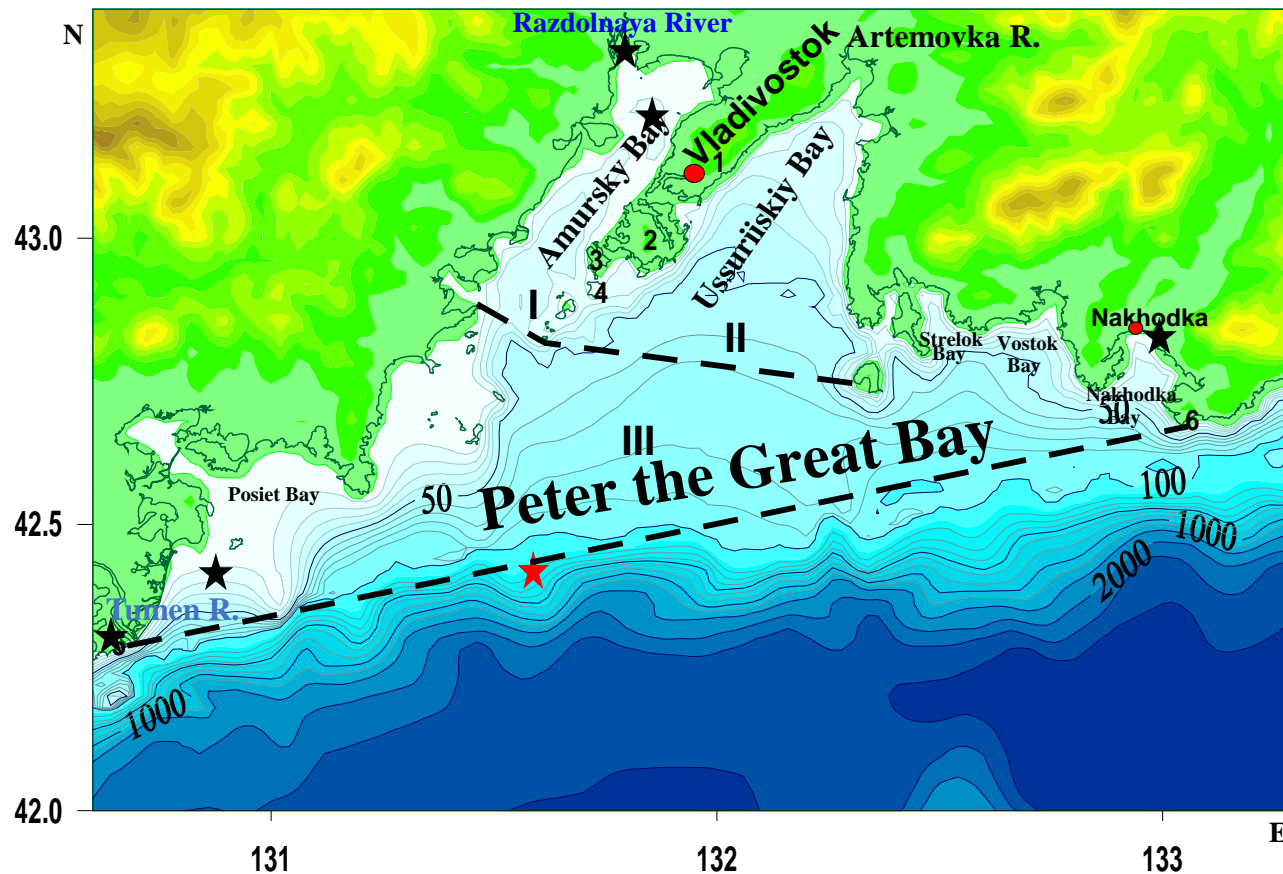 N
Razdolnaya River
Artemovka R.
Vladivostok
1
Amursky Bay
Ussuriiskiy Bay
43.0
2
3
4
I
II
Strelok
Bay
Vostok
Bay
Nakhodka
Nakhodka
Bay
50
6
III
Peter the Great Bay
Posiet Bay
50
100
1000
2000
42.5
Tumen R.
5
1000
42.0
E
131
132
133